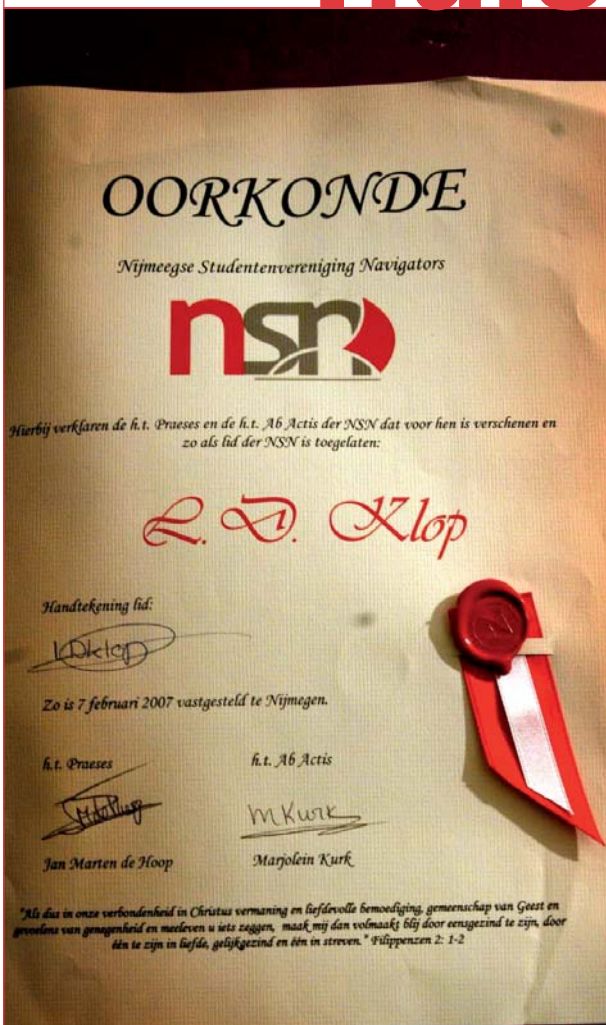 OORKONDE
Nijmeegse Studentenvereniging Navigators
nsn
Hierbij verklaren de h.t. Praeses en de h.t. Ab Actis der NSN dat voor hen is verschenen en
zo als lid der NSN is toegelaten:
L. D. Klop
Handtekening lid:
LDklop
Zo is 7 februari 2007 vastgesteld te Nijmegen.
h.t. Praeses h.t. Ab Actis
MKurk
Jan Marten de Hoop Marjolein Kurk
"Als dus in onze verbondenheid in Christus vermaning en liefdevolle bemoediging, gemeenschap van Geest en
gevoelens van genegenheid en meeleven u iets zeggen, maak mij dan volmaakt blij door eensgezind te zijn, door
één te zijn in liefde, gelijkgezind en één in streven." Filippenzen 2: 1-2